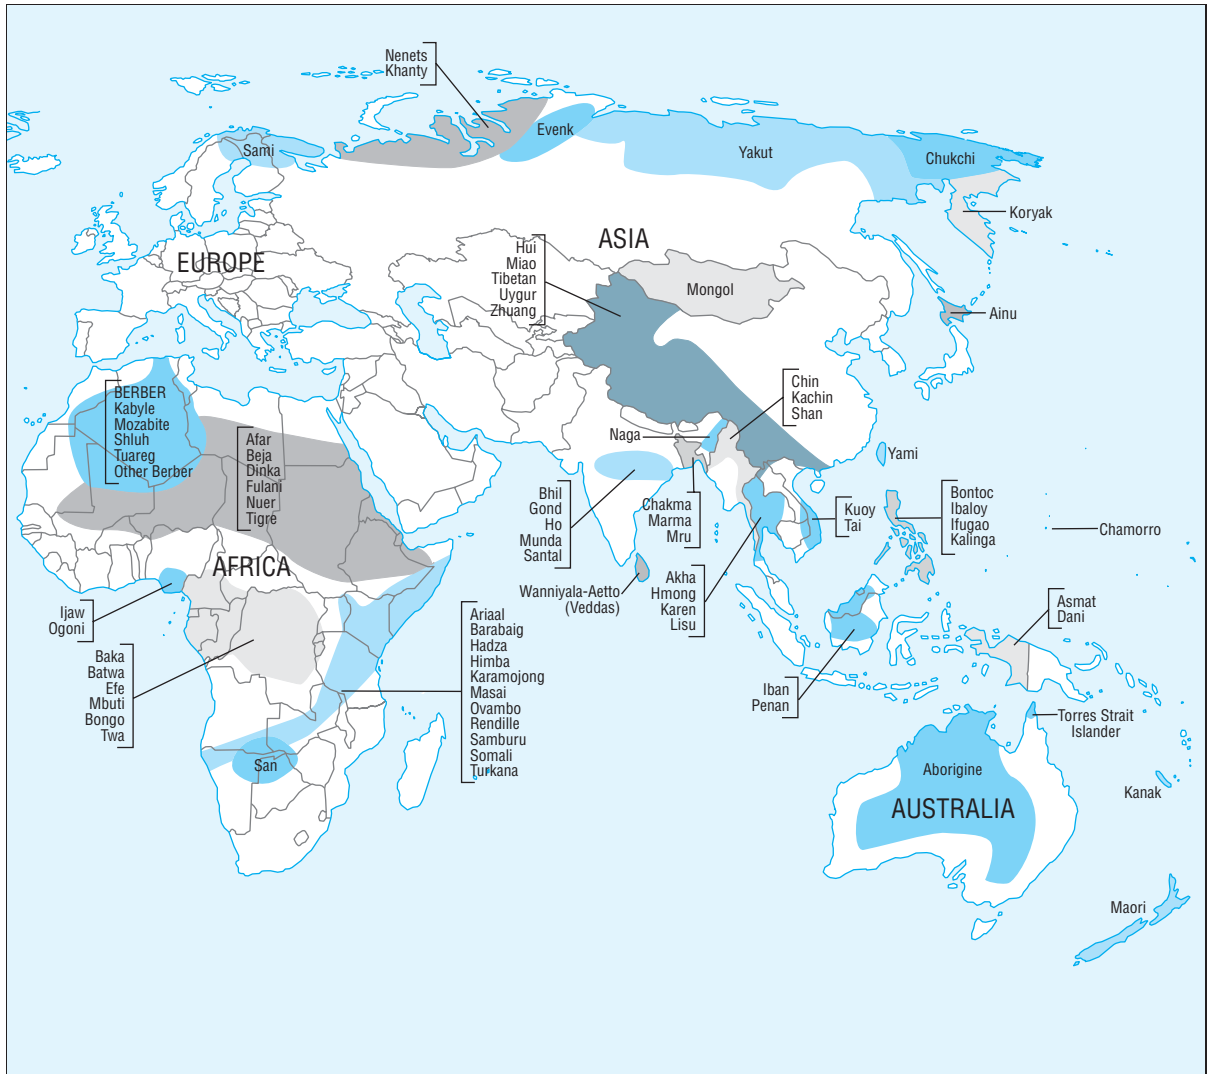 Nenets
Khanty
Evenk
Sami
Yakut
Chukchi
Koryak
ASIA
EUROPE
Hui
Miao
Tibetan
Uygur
Zhuang
Mongol
Ainu
BERBER
Kabyle
Mozabite
Shluh
Tuareg
Other Berber
Afar
Beja
Dinka
Fulani
Nuer
Tigre
Chin
Kachin
Shan
Naga
Yami
Bhil
Gond
Ho
Munda
Santal
Chakma
Marma
Mru
Kuoy
Tai
Bontoc
Ibaloy
Ifugao
Kalinga
Chamorro
AFRICA
Wanniyala-Aetto
(Veddas)
Akha
Hmong
Karen
Lisu
Ijaw
Ogoni
Asmat
Dani
Ariaal
Barabaig
Hadza
Himba
Karamojong
Masai
Ovambo
Rendille
Samburu
Somali
Turkana
Baka
Batwa
Efe
Mbuti
Bongo
Twa
Iban
Penan
Torres Strait
Islander
San
Aborigine
Kanak
AUSTRALIA
Maori